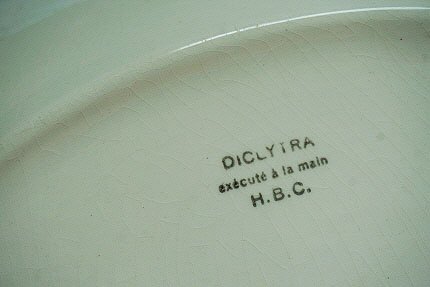 DICLYTRA
exécuté à la main
H.B.C.